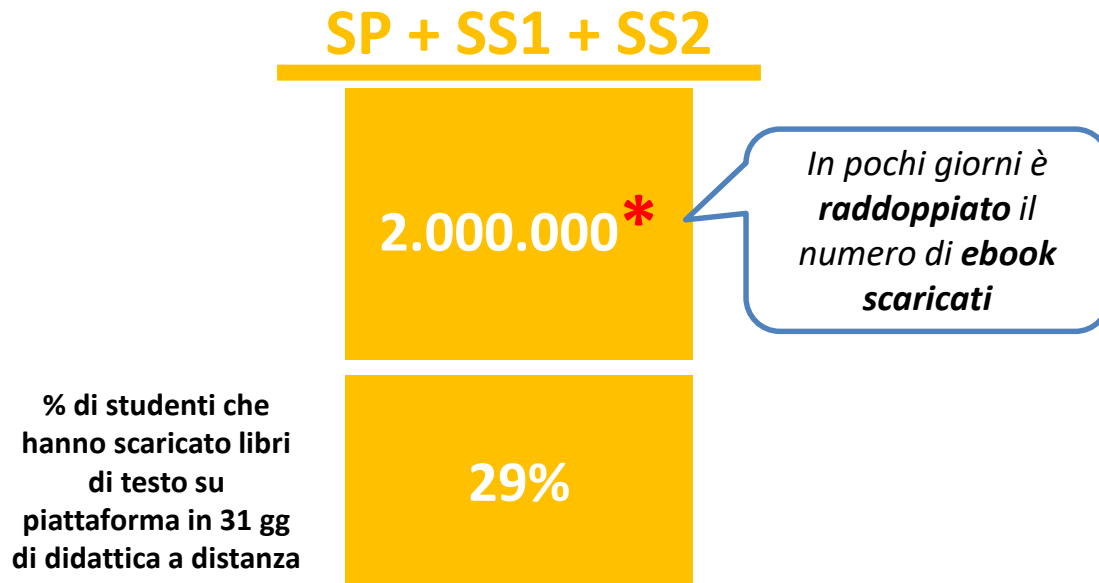 SP + SS1 + SS2
2.000.000*
In pochi giorni è
raddoppiato il
numero di ebook
scaricati
% di studenti che
hanno scaricato libri
di testo su
piattaforma in 31 gg
di didattica a distanza
29%